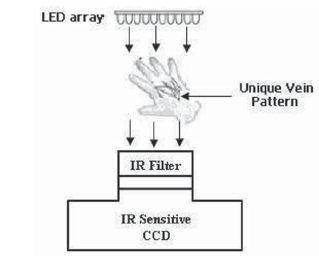 LED array
Unique Vein
Pattern
IR Filter
IR Sensitive
CCD